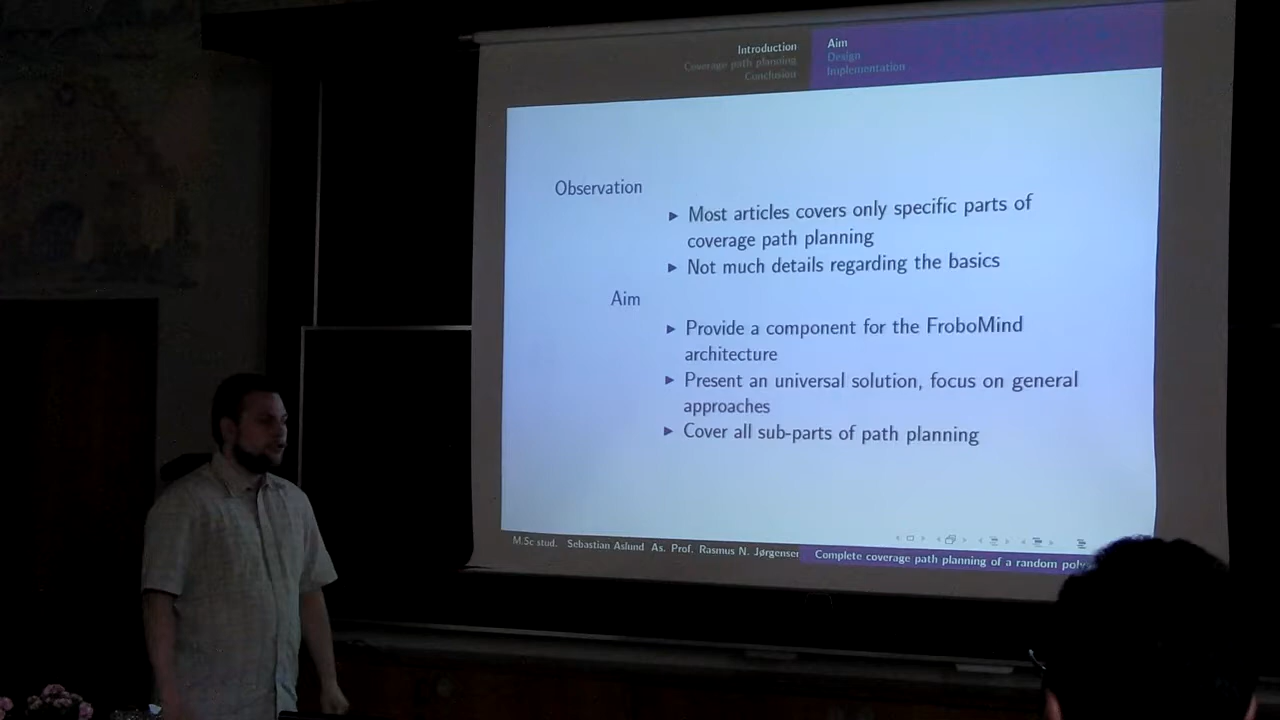 Introduction
Coverage path planning
Conclusion
Aim
Design
Implementation
Observation
▶ Most articles covers only specific parts of
coverage path planning
▶ Not much details regarding the basics
Aim
▶ Provide a component for the FroboMind
architecture
▶ Present an universal solution, focus on general
approaches
▶ Cover all sub-parts of path planning
M.Sc stud. Sebastian Aslund As. Prof. Rasmus N. Jørgensen
Complete coverage path planning of a random poly